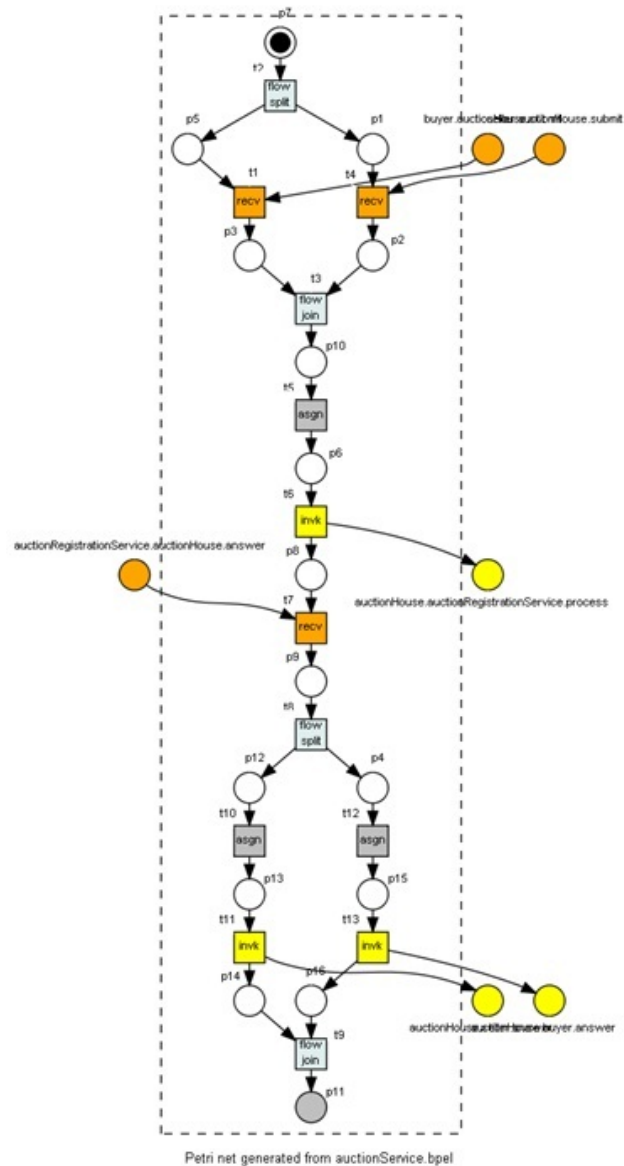 p7
t2
flow
split
p5
p1
buyer.auctionHouse.submit
t1
t4
recv
recv
p3
p2
t3
flow
join
p10
t5
asgn
p6
t6
invk
auctionRegistrationService.auctionHouse.answer
p8
auctionHouse.auctionRegistrationService.process
t7
recv
p9
t8
flow
split
p12
p4
t10
t12
asgn
asgn
p13
p15
t11
t13
invk
invk
p14
p16
buyer.answer
t9
flow
join
p11
Petri net generated from auctionService.bpel